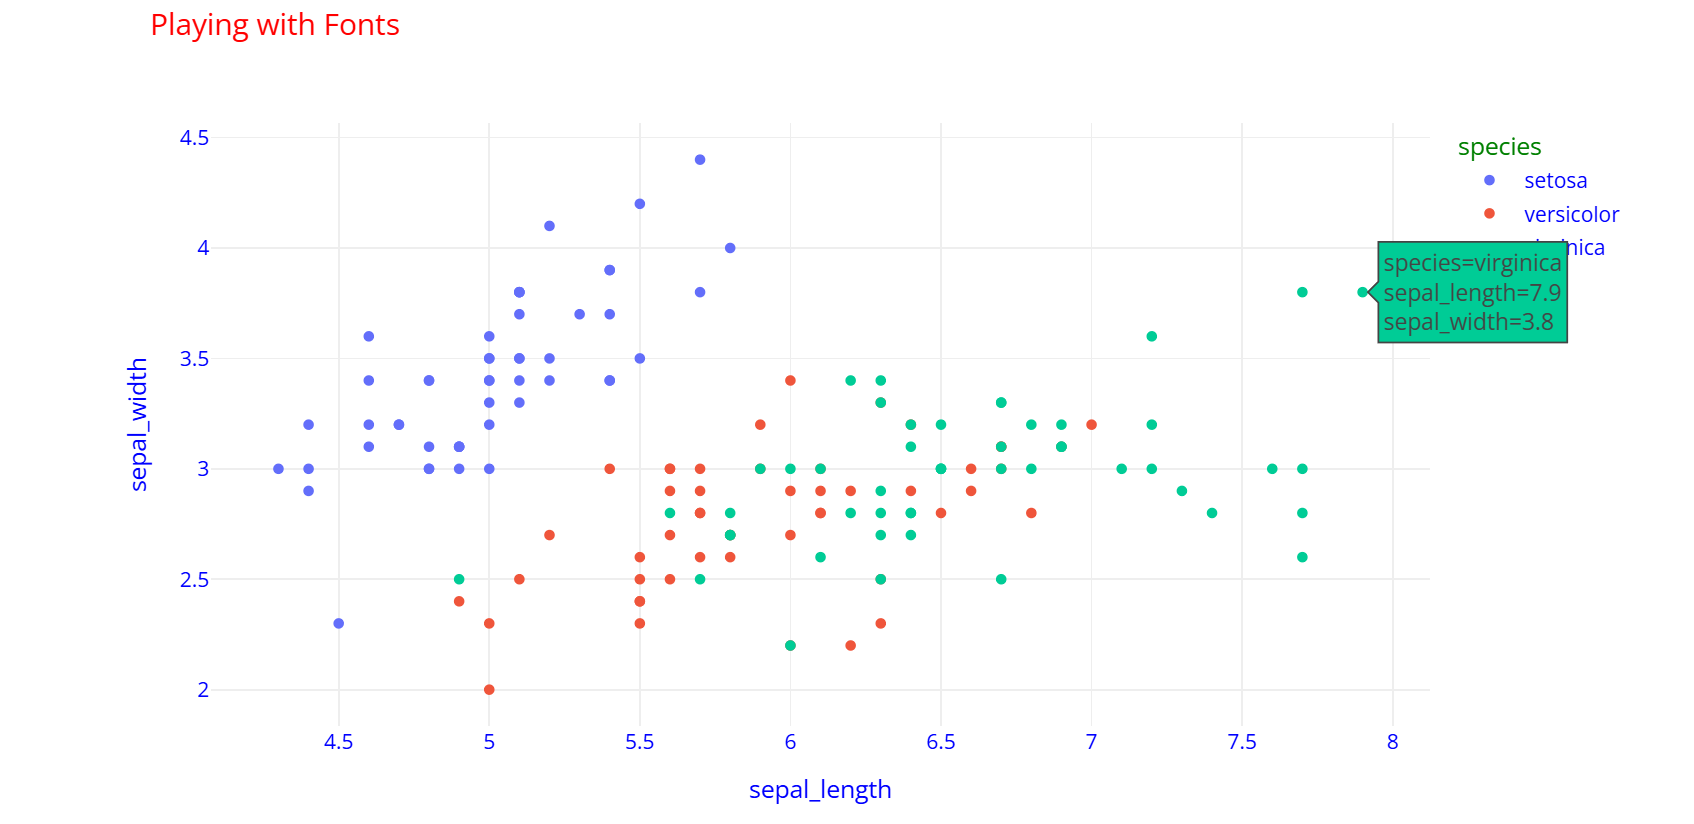 Playing with Fonts
4.5
4
3.5
3
2.5
2
sepal_width
4.5 5 5.5 6 6.5 7 7.5 8
sepal_length
species
setosa
versicolor
species=virginica
sepal_length=7.9
sepal_width=3.8